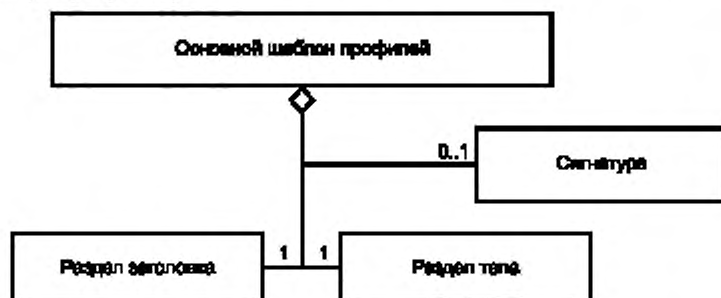 Основной шаблон профилей
0..1
Сигнатура
Раздел заголовка
1
1
Раздел тела